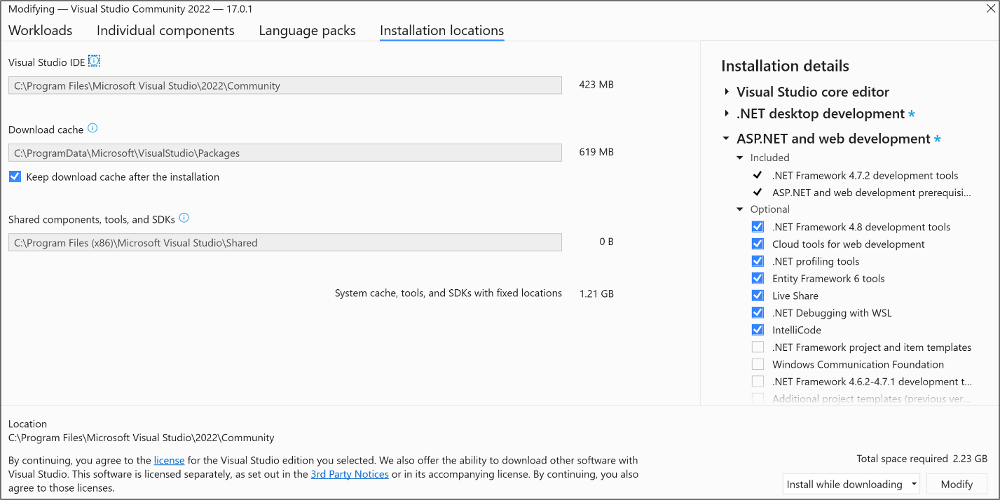 Modifying — Visual Studio Community 2022 — 17.0.1
Workloads Individual components Language packs Installation locations
Visual Studio IDE
C:\Program Files\Microsoft Visual Studio\2022\Community 423 MB
Download cache
C:\ProgramData\Microsoft\VisualStudio\Packages 619 MB
Keep download cache after the installation
Shared components, tools, and SDKs
C:\Program Files (x86)\Microsoft Visual Studio\Shared 0 B
System cache, tools, and SDKs with fixed locations 1.21 GB
Installation details
Visual Studio core editor
.NET desktop development *
ASP.NET and web development *
Included
.NET Framework 4.7.2 development tools
ASP.NET and web development prerequisi...
Optional
.NET Framework 4.8 development tools
Cloud tools for web development
.NET profiling tools
Entity Framework 6 tools
Live Share
.NET Debugging with WSL
IntelliCode
.NET Framework project and item templates
Windows Communication Foundation
.NET Framework 4.6.2-4.7.1 development t...
Additional project templates (previous ver...
Location
C:\Program Files\Microsoft Visual Studio\2022\Community
By continuing, you agree to the license for the Visual Studio edition you selected. We also offer the ability to download other software with
Visual Studio. This software is licensed separately, as set out in the 3rd Party Notices or in its accompanying license. By continuing, you also
agree to those licenses.
Total space required 2.23 GB
Install while downloading Modify